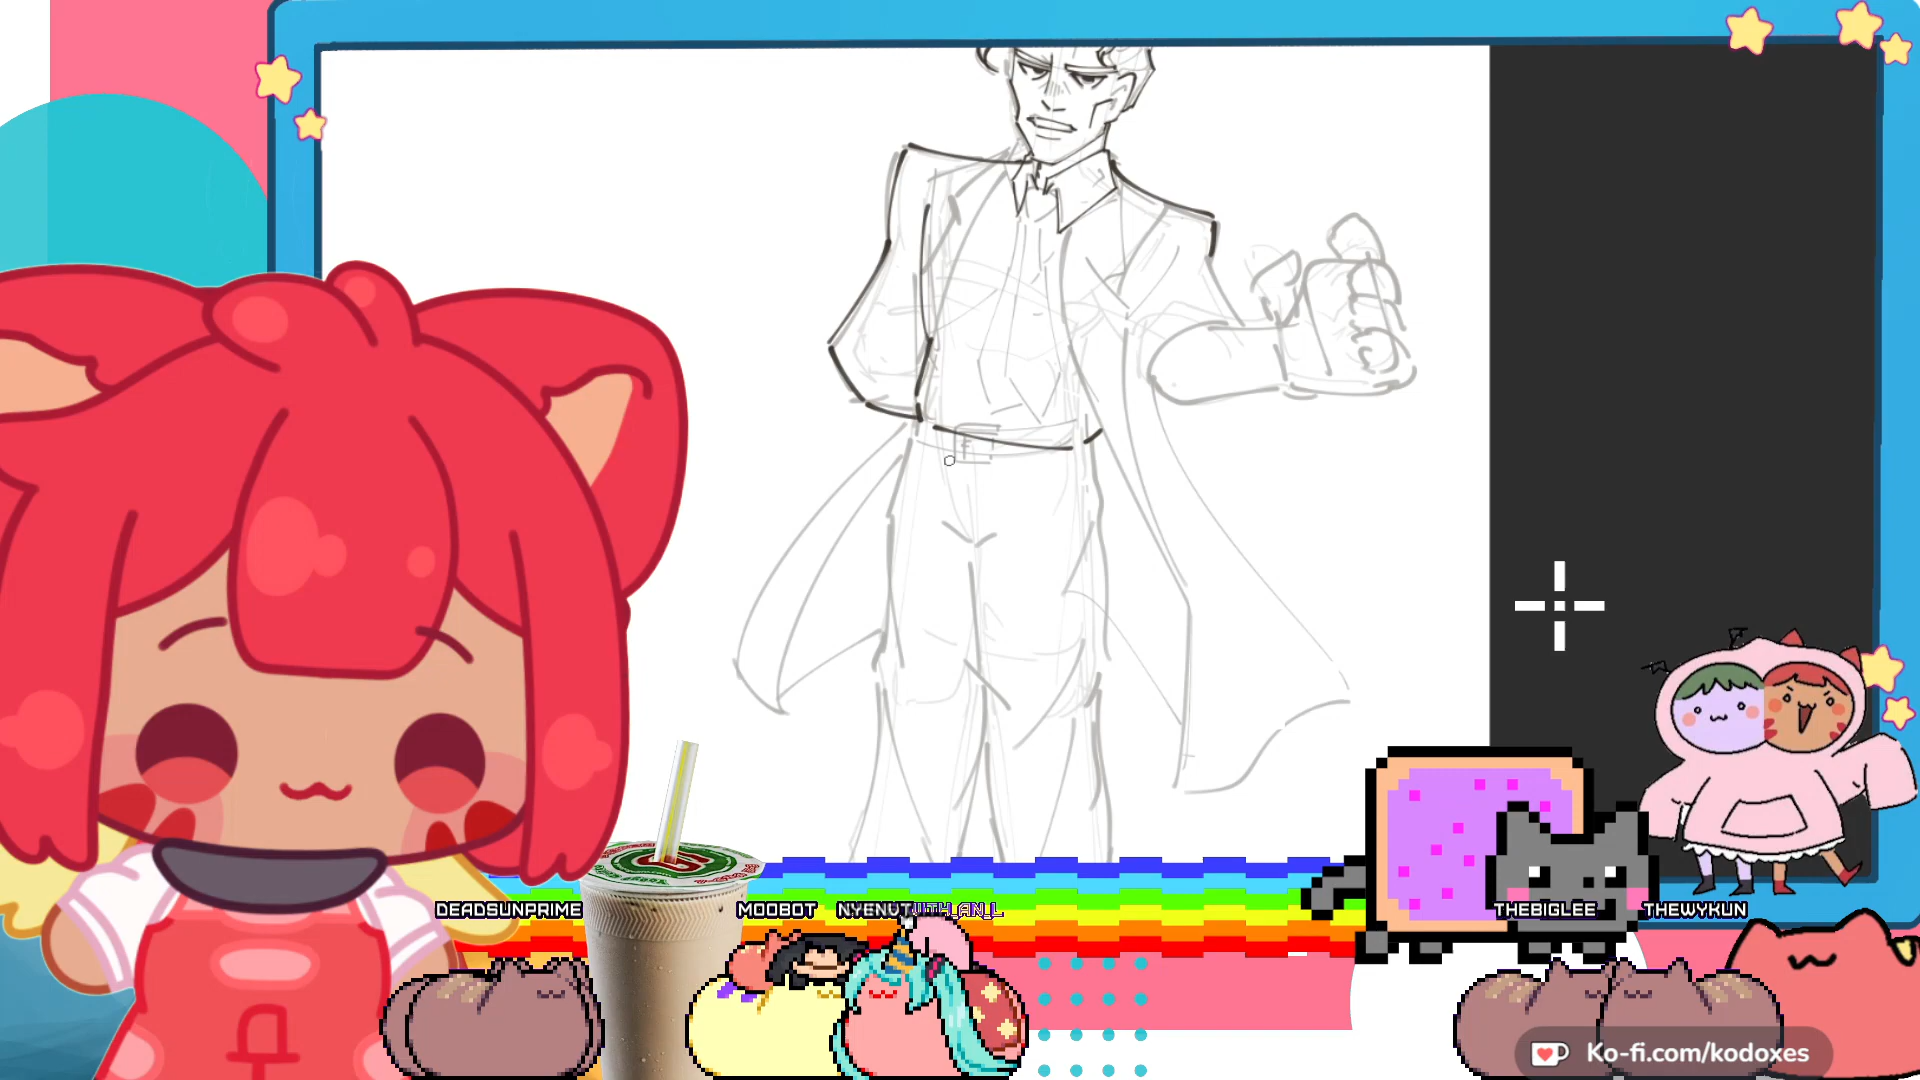 DEADSUNPRIME
MOOBOT
NYENUTWITH_AN_L
THEBIGLEE
THEWYKUN
Ko-fi.com/kodoxes